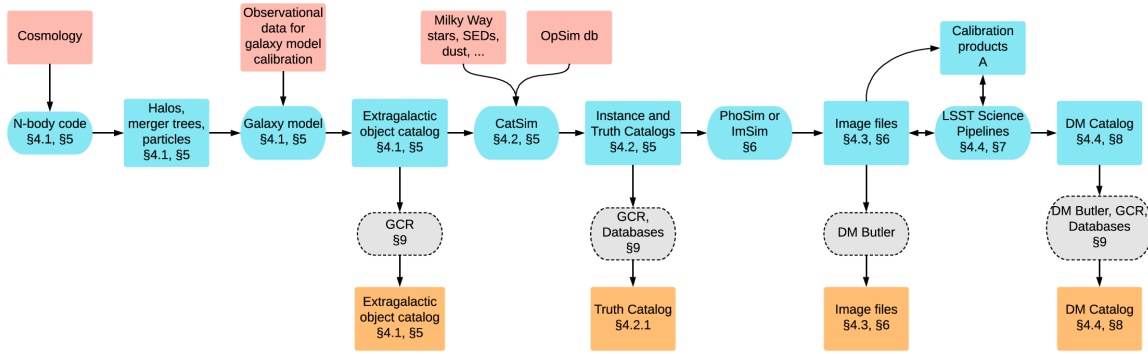 Cosmology
Observational
data for
galaxy model
calibration
Milky Way
stars, SEDs,
dust, ...
OpSim db
Calibration
products
A
N-body code
§4.1, §5
Halos,
merger trees,
particles
§4.1, §5
Galaxy model
§4.1, §5
Extragalactic
object catalog
§4.1, §5
CatSim
§4.2, §5
Instance and
Truth Catalogs
§4.2, §5
PhoSim or
ImSim
§6
Image files
§4.3, §6
LSST Science
Pipelines
§4.4, §7
DM Catalog
§4.4, §8
GCR
§9
GCR,
Databases
§9
DM Butler
DM Butler, GCR,
Databases
§9
Extragalactic
object catalog
§4.1, §5
Truth Catalog
§4.2.1
Image files
§4.3, §6
DM Catalog
§4.4, §8